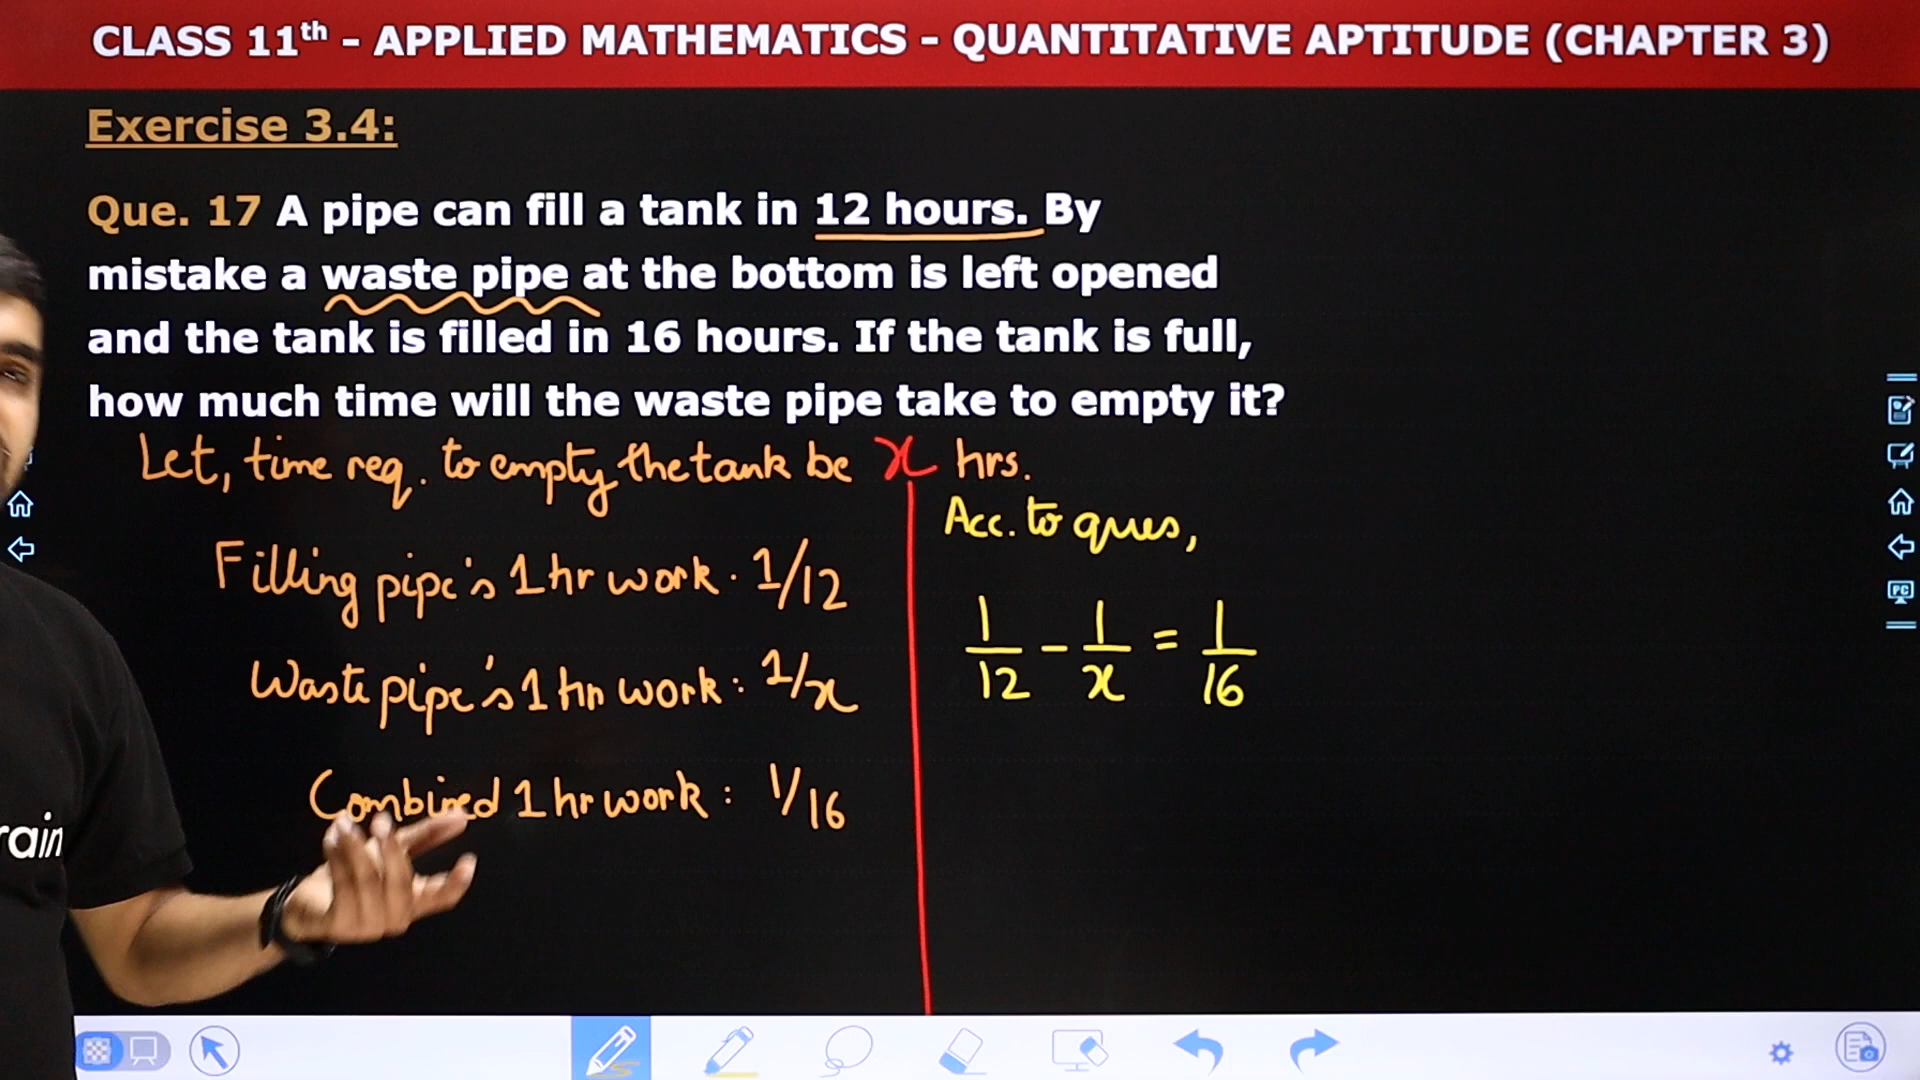 CLASS 11th - APPLIED MATHEMATICS - QUANTITATIVE APTITUDE (CHAPTER 3)
Exercise 3.4:
Que. 17 A pipe can fill a tank in 12 hours. By
mistake a waste pipe at the bottom is left opened
and the tank is filled in 16 hours. If the tank is full,
how much time will the waste pipe take to empty it?
Let, time req. to empty the tank be x hrs.
Filling pipe's 1 hr work. 1/12
Waste pipe's 1 hr work: 1/x
Combined 1 hr work: 1/16
Acc. to ques,
1/12 - 1/x = 1/16
rain
PC